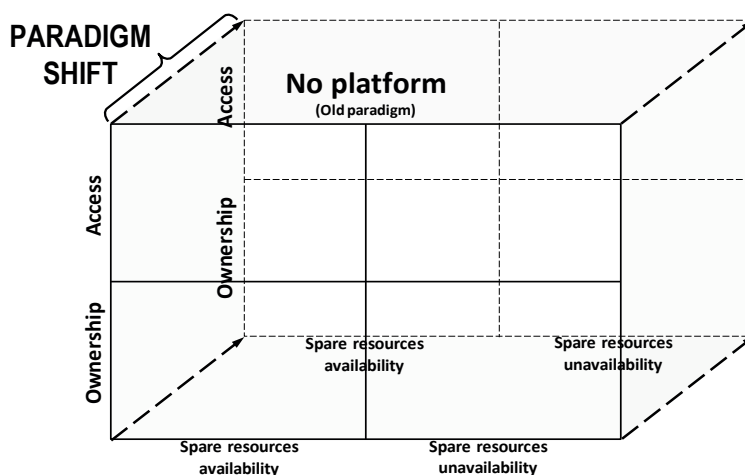 PARADIGM
SHIFT
No platform
(Old paradigm)
Access
Access
Ownership
Ownership
Spare resources
availability
Spare resources
unavailability
Spare resources
availability
Spare resources
unavailability